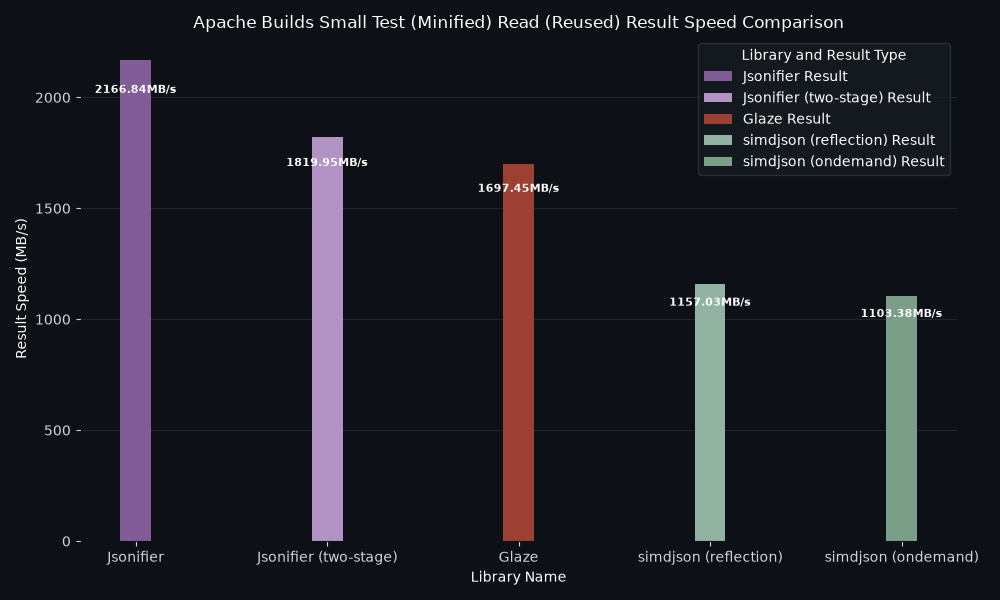 Apache Builds Small Test (Minified) Read (Reused) Result Speed Comparison
Library and Result Type
Jsonifier Result
Jsonifier (two-stage) Result
Glaze Result
simdjson (reflection) Result
simdjson (ondemand) Result
Result Speed (MB/s)
2000
1500
1000
500
0
2166.84MB/s
1819.95MB/s
1697.45MB/s
1157.03MB/s
1103.38MB/s
Jsonifier
Jsonifier (two-stage)
Glaze
simdjson (reflection)
simdjson (ondemand)
Library Name